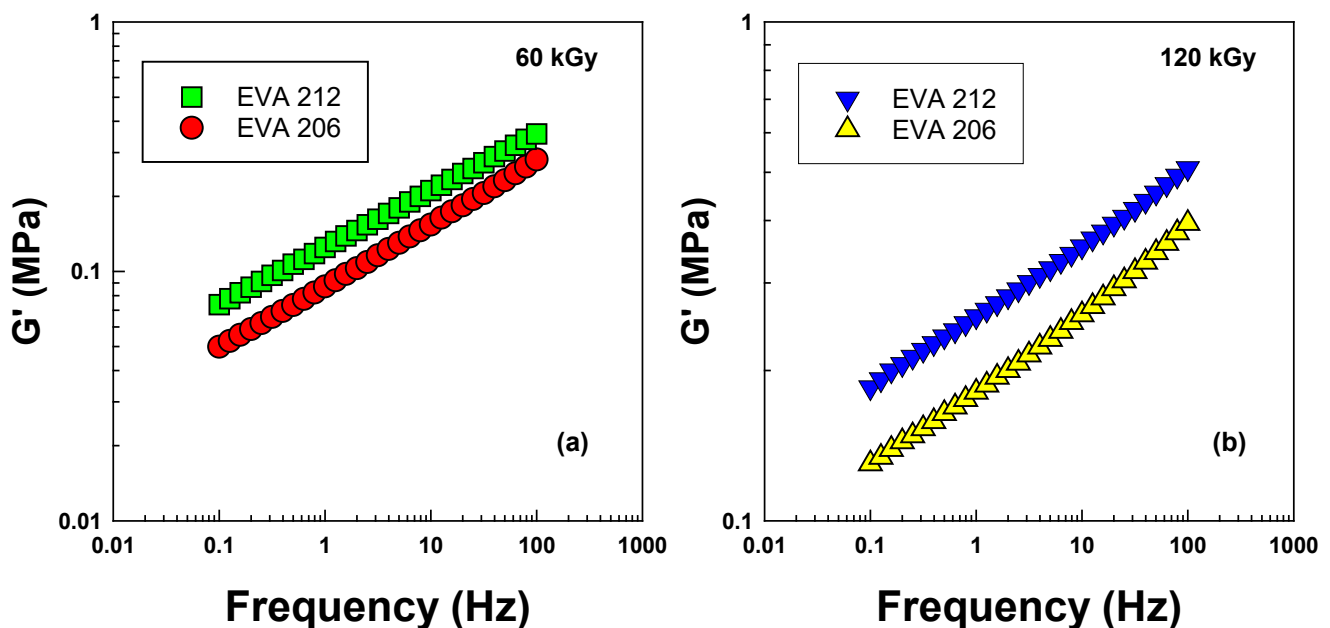 1
60 kGy
EVA 212
EVA 206
0.1
G' (MPa)
(a)
0.01
0.01 0.1 1 10 100 1000
Frequency (Hz)
1
120 kGy
EVA 212
EVA 206
G' (MPa)
(b)
0.1
0.01 0.1 1 10 100 1000
Frequency (Hz)